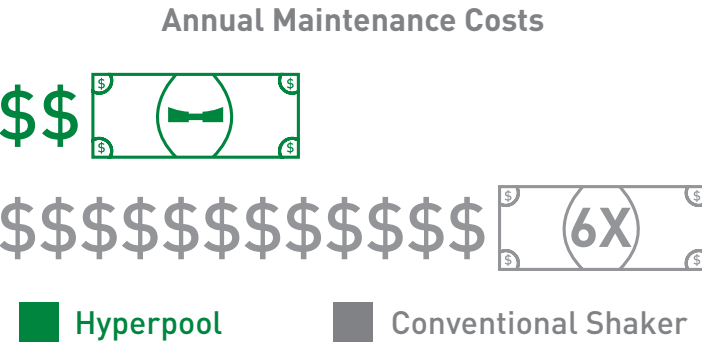 Annual Maintenance Costs
$$ $ $ $ $
$$$$$$$$$$$$ $ $ 6X $ $
Hyperpool
Conventional Shaker